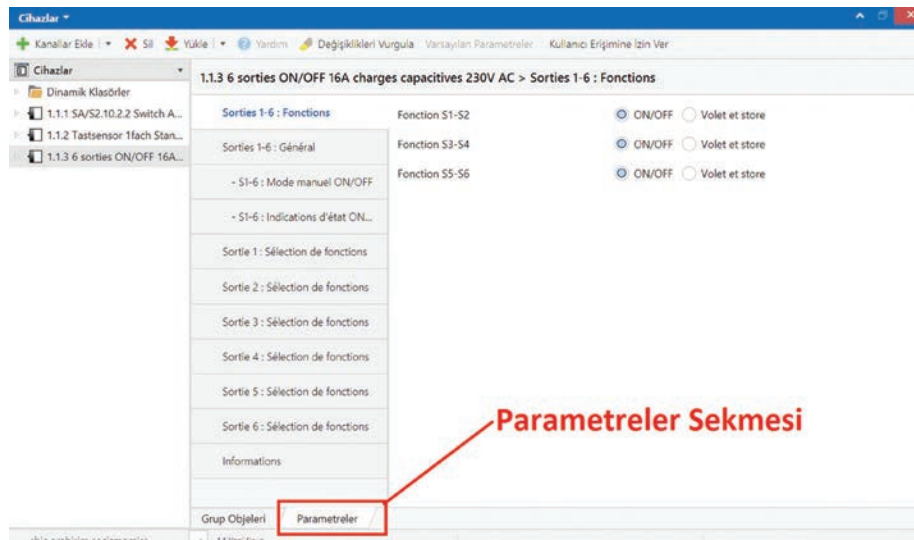 Cihazlar
Kanallar Ekle Sil Yükle Yardım Değişiklikleri Vurgula Varsayılan Parametreler Kullanıcı Erişimine İzin Ver
Cihazlar
Dinamik Klasörler
1.1.1 SA/S2.10.2.2 Switch A...
1.1.2 Tastsensor 1fach Stan...
1.1.3 6 sorties ON/OFF 16A...
1.1.3 6 sorties ON/OFF 16A charges capacitives 230V AC > Sorties 1-6 : Fonctions
Sorties 1-6 : Fonctions
Sorties 1-6 : Général
- S1-6 : Mode manuel ON/OFF
- S1-6 : Indications d'état ON...
Sortie 1 : Sélection de fonctions
Sortie 2 : Sélection de fonctions
Sortie 3 : Sélection de fonctions
Sortie 4 : Sélection de fonctions
Sortie 5 : Sélection de fonctions
Sortie 6 : Sélection de fonctions
Informations
Fonction S1-S2 ON/OFF Volet et store
Fonction S3-S4 ON/OFF Volet et store
Fonction S5-S6 ON/OFF Volet et store
Parametreler Sekmesi
Grup Objeleri Parametreler